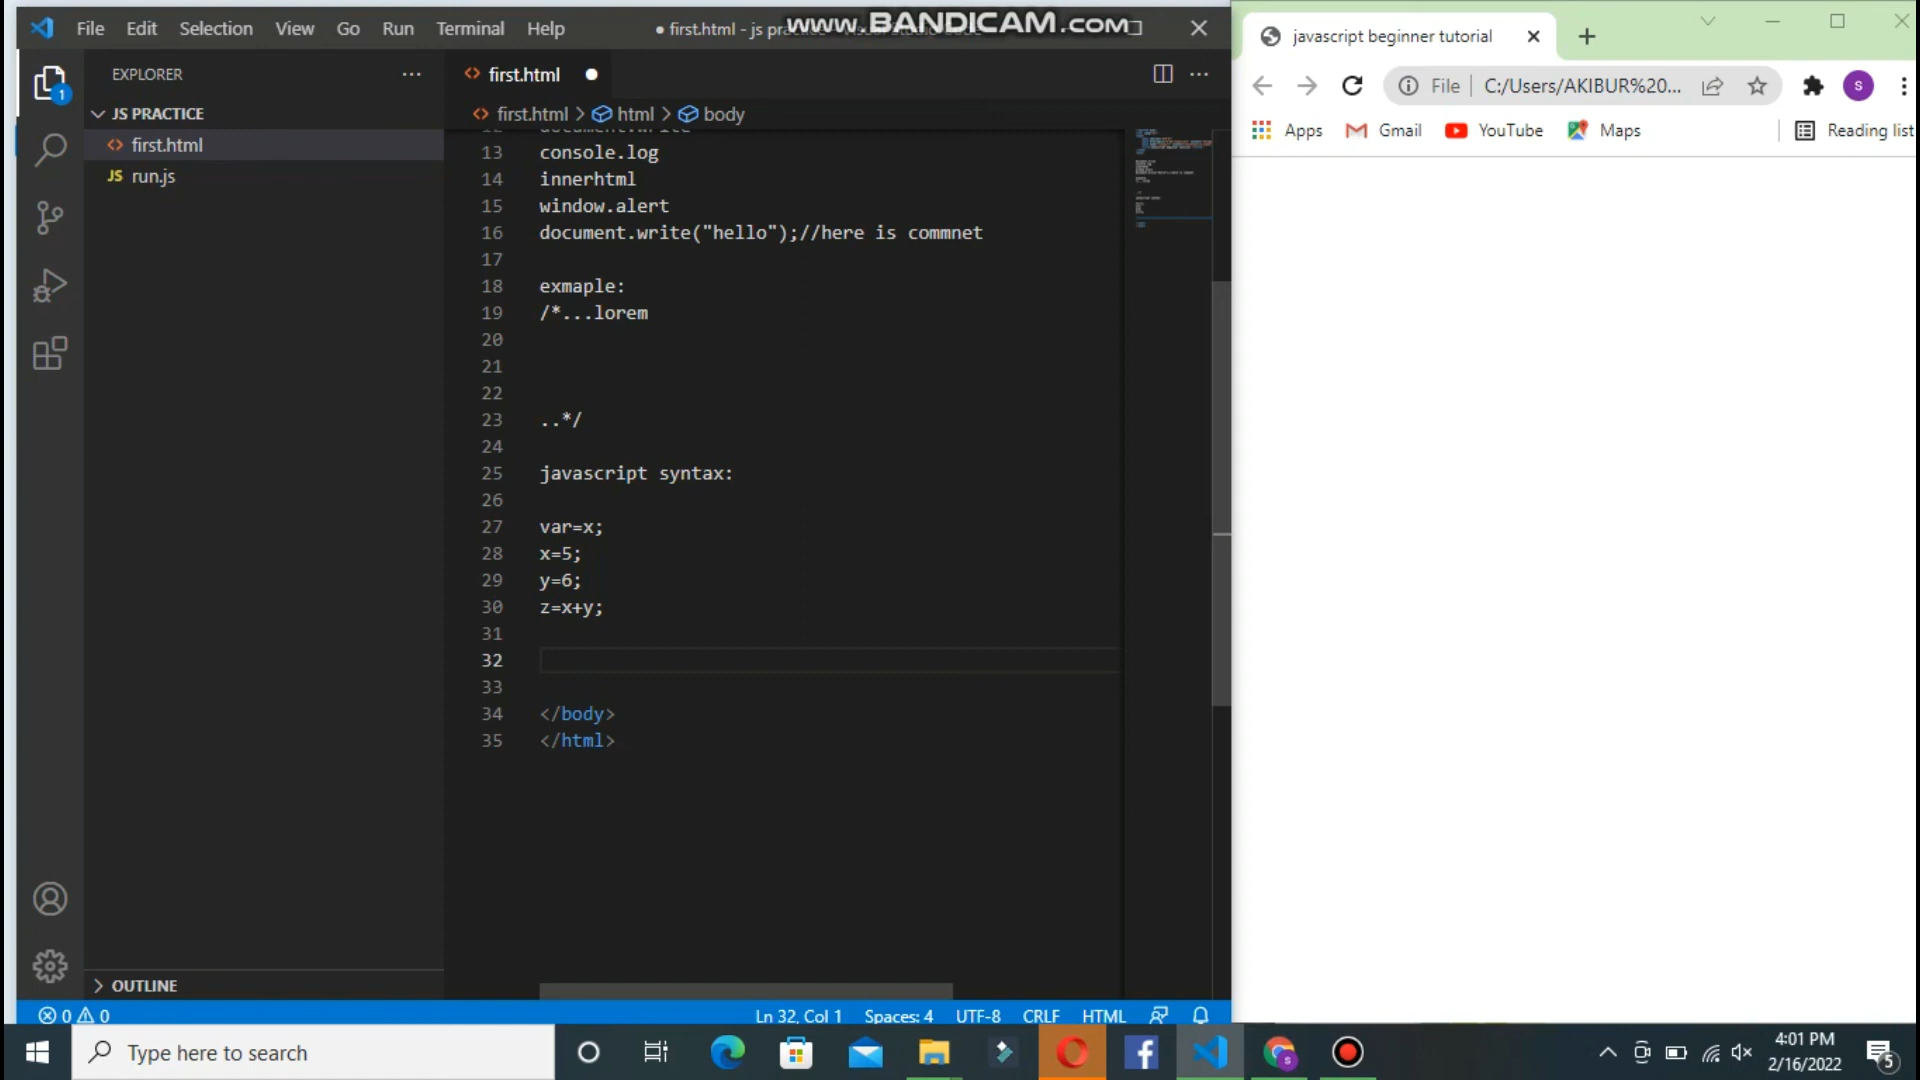 File Edit Selection View Go Run Terminal Help
● first.html - js pr
www.BANDICAM.com
javascript beginner tutorial
EXPLORER
first.html
File C:/Users/AKIBUR%20...
S
JS PRACTICE
first.html > html > body
Apps Gmail YouTube Maps Reading list
first.html
JS run.js
1
12 document.write
13 console.log
14 innerhtml
15 window.alert
16 document.write("hello");//here is commnet
17
18 exmaple:
19 /*...lorem
20
21
22
23 ..*/
24
25 javascript syntax:
26
27 var=x;
28 x=5;
29 y=6;
30 z=x+y;
31
32
33
34 </body>
35 </html>
OUTLINE
0 0
Ln 32, Col 1 Spaces: 4 UTF-8 CRLF HTML
Type here to search
4:01 PM
2/16/2022
5